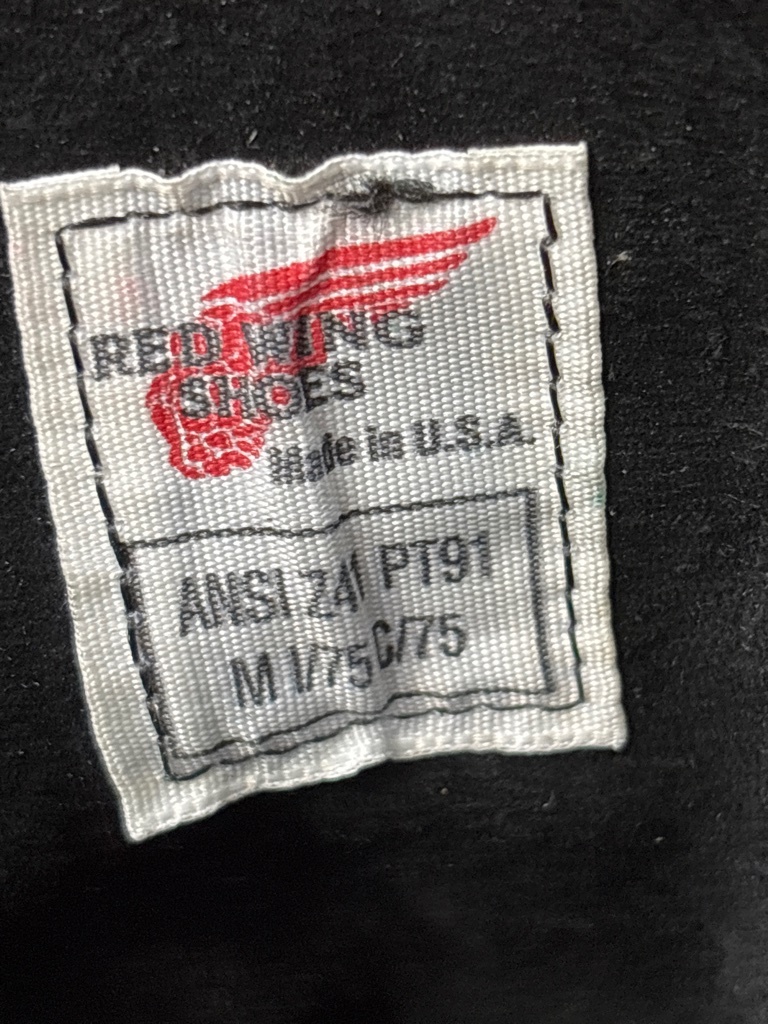 RED WING
SHOES
Made in U.S.A.
ANSI Z41 PT91
M I/75 C/75